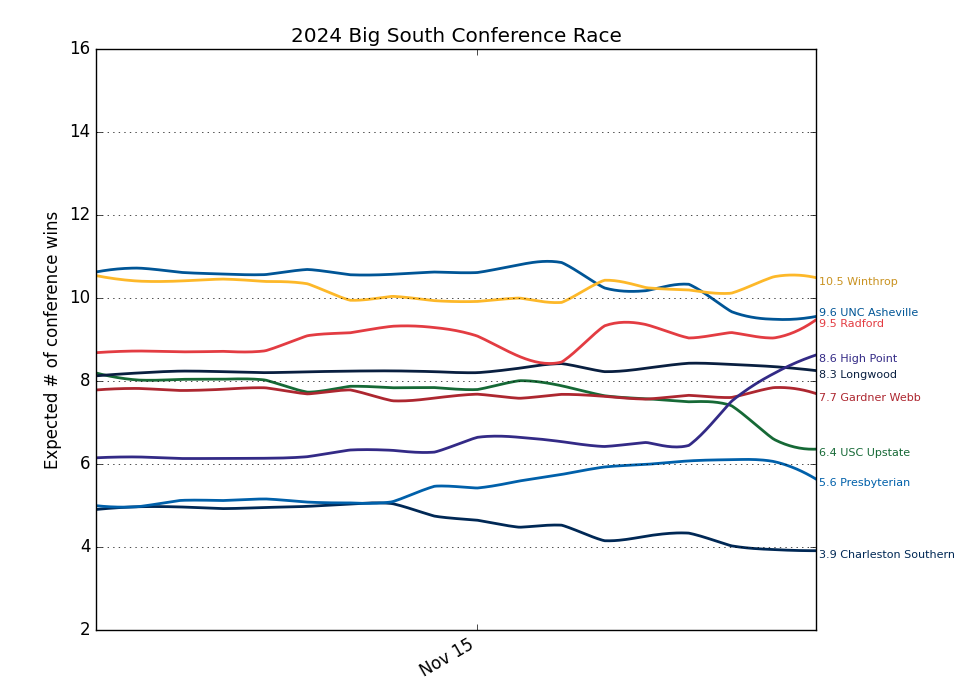 2024 Big South Conference Race
Expected # of conference wins
16
14
12
10
8
6
4
2
Nov 15
10.5 Winthrop
9.6 UNC Asheville
9.5 Radford
8.6 High Point
8.3 Longwood
7.7 Gardner Webb
6.4 USC Upstate
5.6 Presbyterian
3.9 Charleston Southern